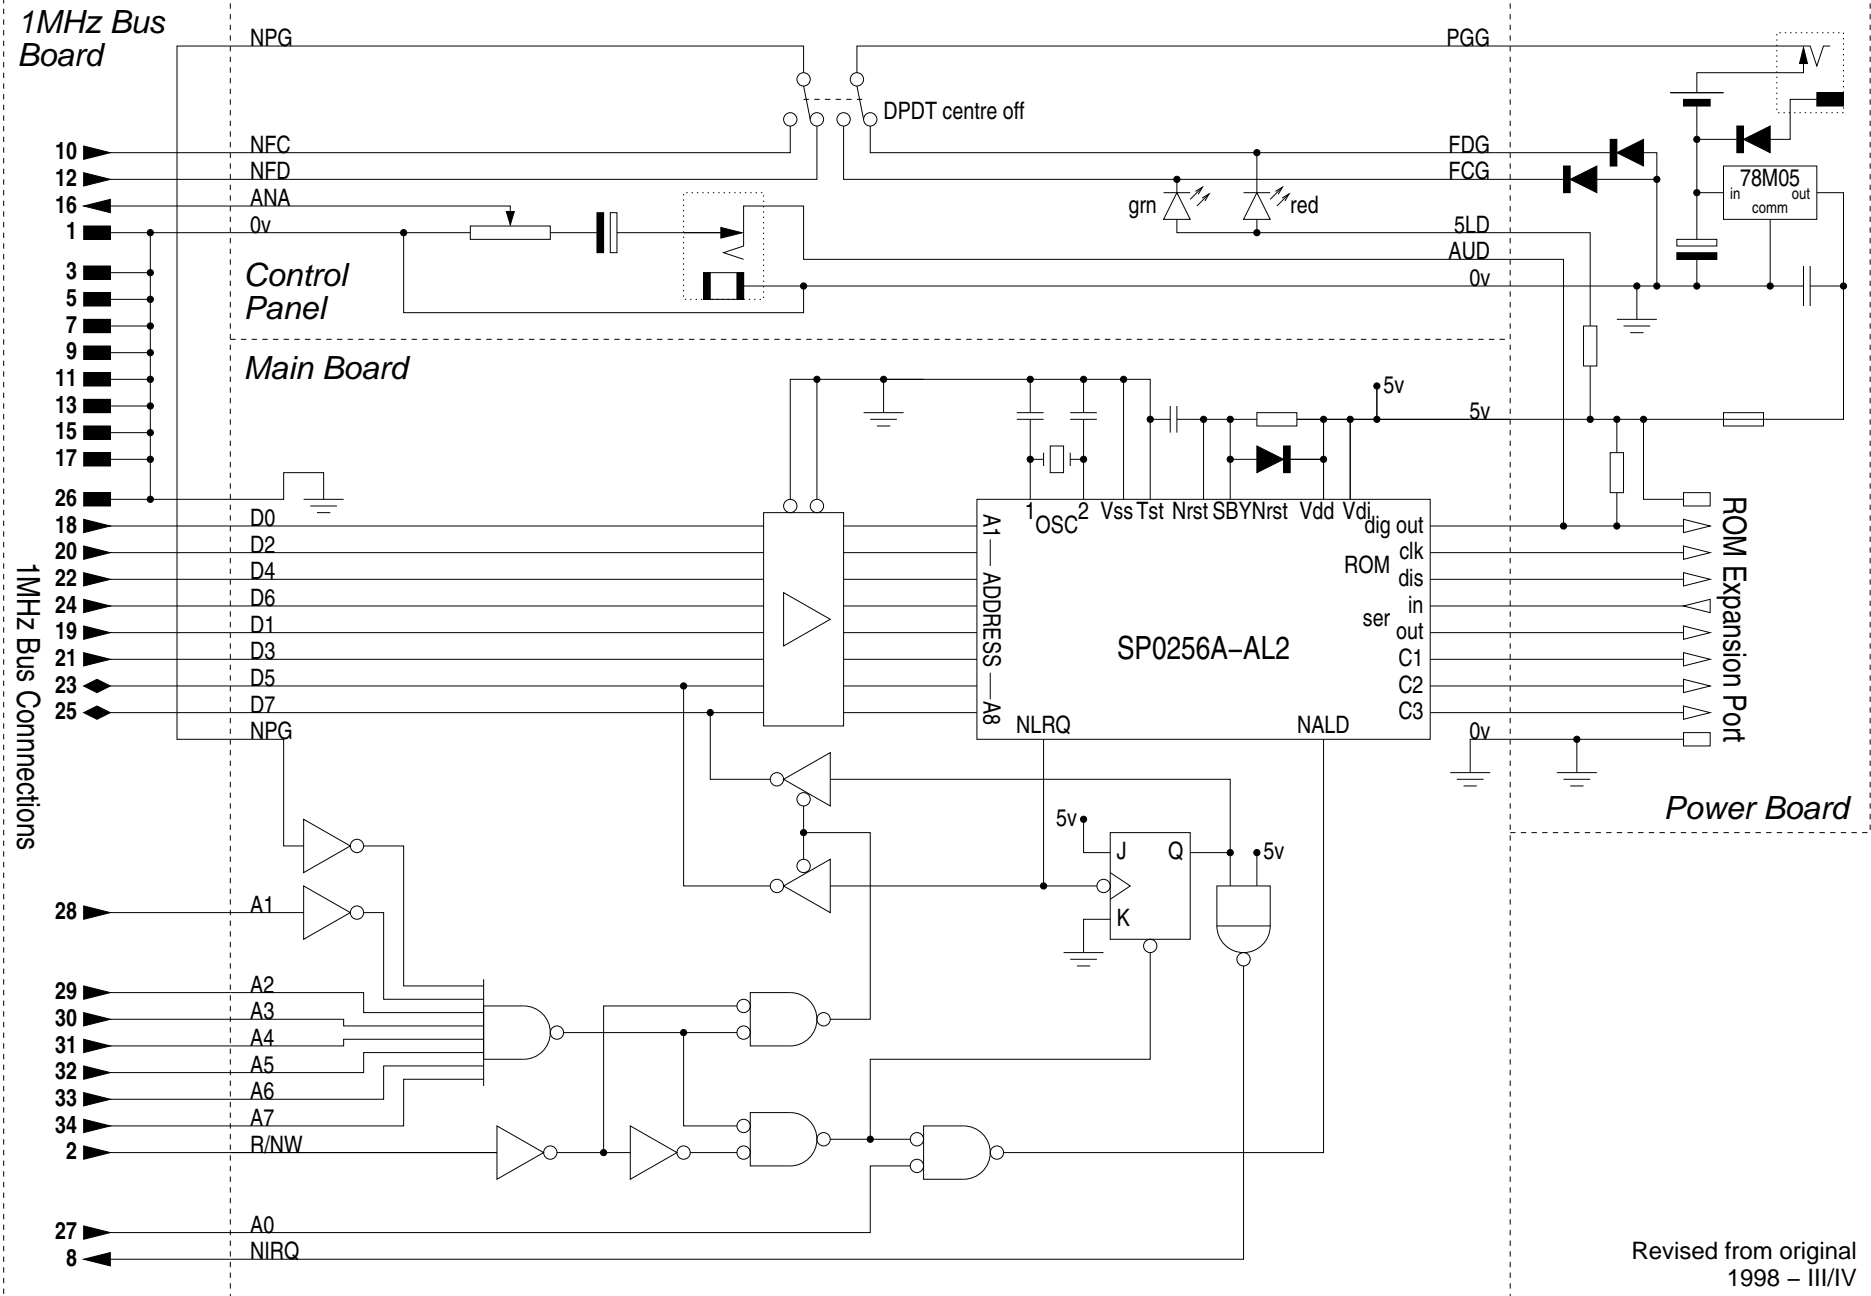 1MHz Bus
Board
NPG
PGG
DPDT centre off
10
NFC
FDG
12
NFD
FCG
16
ANA
grn
red
78M05
in
out
comm
1
0v
5LD
AUD
0v
Control
Panel
3
5
7
9
11
13
15
17
26
Main Board
5v
5v
1
OSC
2
Vss
Tst
Nrst
SBYNrst
Vdd
Vdi
18
D0
20
D2
22
D4
24
D6
19
D1
21
D3
23
D5
25
D7
NPG
A1
ADDRESS
A8
SP0256A–AL2
dig out
clk
ROM
dis
in
ser
out
C1
C2
C3
NLRQ
NALD
0v
ROM Expansion Port
Power Board
1MHz Bus Connnections
5v
J
Q
5v
K
28
A1
29
A2
30
A3
31
A4
32
A5
33
A6
34
A7
2
R/NW
27
A0
8
NIRQ
Revised from original
1998 – III/IV